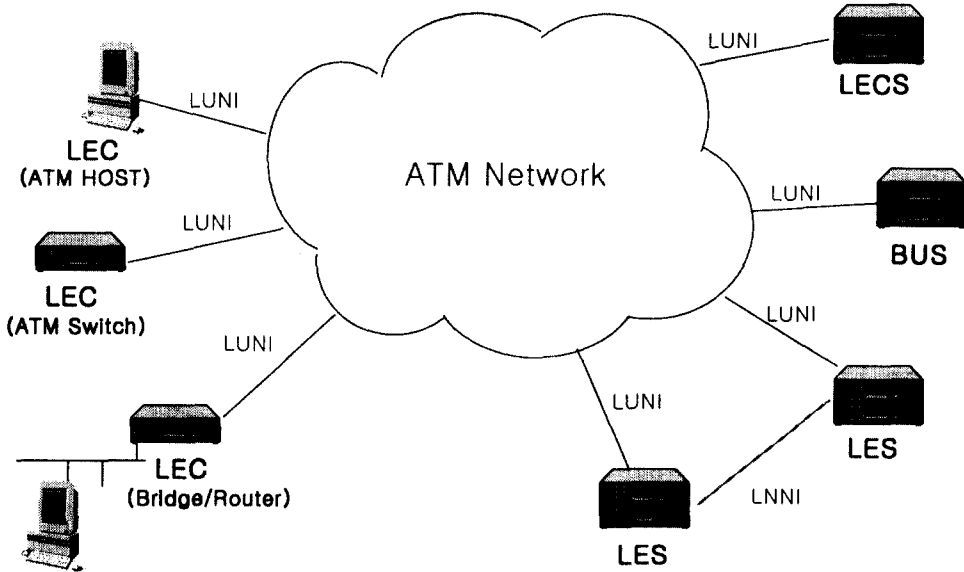 LUNI
LECS
LUNI
LEC
(ATM HOST)
ATM Network
LUNI
BUS
LUNI
LEC
(ATM Switch)
LUNI
LUNI
LUNI
LES
LEC
(Bridge/Router)
LNNI
LES